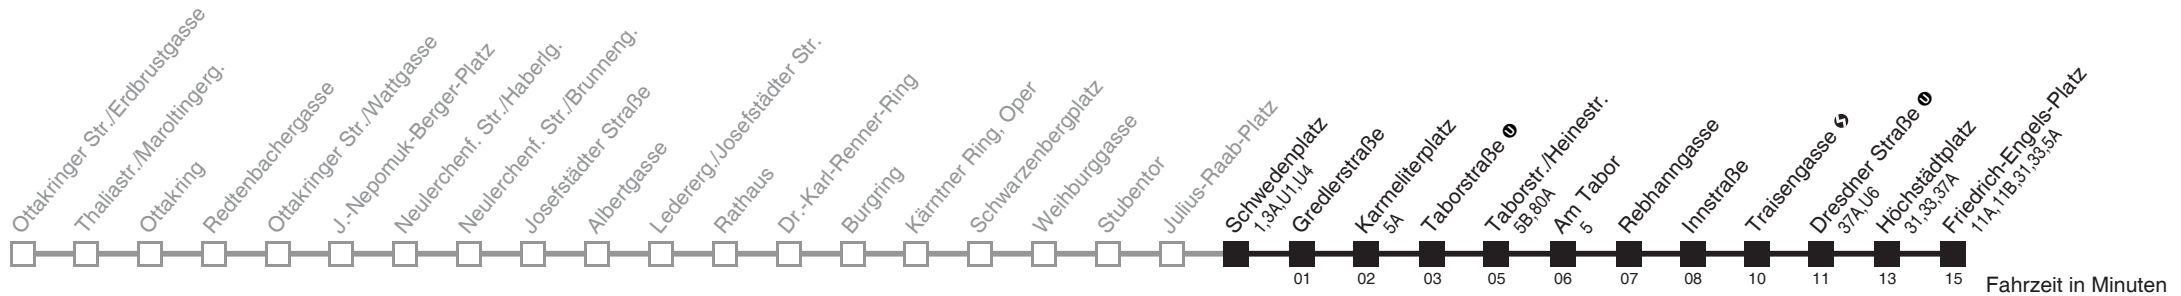 Ottakringer Str./Erdbrustgasse
Thaliastr./Maroltingerg.
Ottakring
Redtenbachergasse
Ottakringer Str./Wattgasse
J.-Nepomuk-Berger-Platz
Neulerchenf. Str./Haberlg.
Neulerchenf. Str./Brunneng.
Josefstädter Straße
Albertgasse
Ledererg./Josefstädter Str.
Rathaus
Dr.-Karl-Renner-Ring
Burgring
Kärntner Ring, Oper
Schwarzenbergplatz
Weihburggasse
Stubentor
Julius-Raab-Platz
Schwedenplatz
1,3A,U1,U4
Gredlerstraße
Karmeliterplatz
5A
Taborstraße U
Taborstr./Heinestr.
5B,80A
Am Tabor
5
Rebhanngasse
Innstraße
Traisengasse S
Dresdner Straße U
37A,U6
Höchstädtplatz
31,33,37A
Friedrich-Engels-Platz
11A,11B,31,33,5A
01 02 03 05 06 07 08 10 11 13 15 Fahrzeit in Minuten